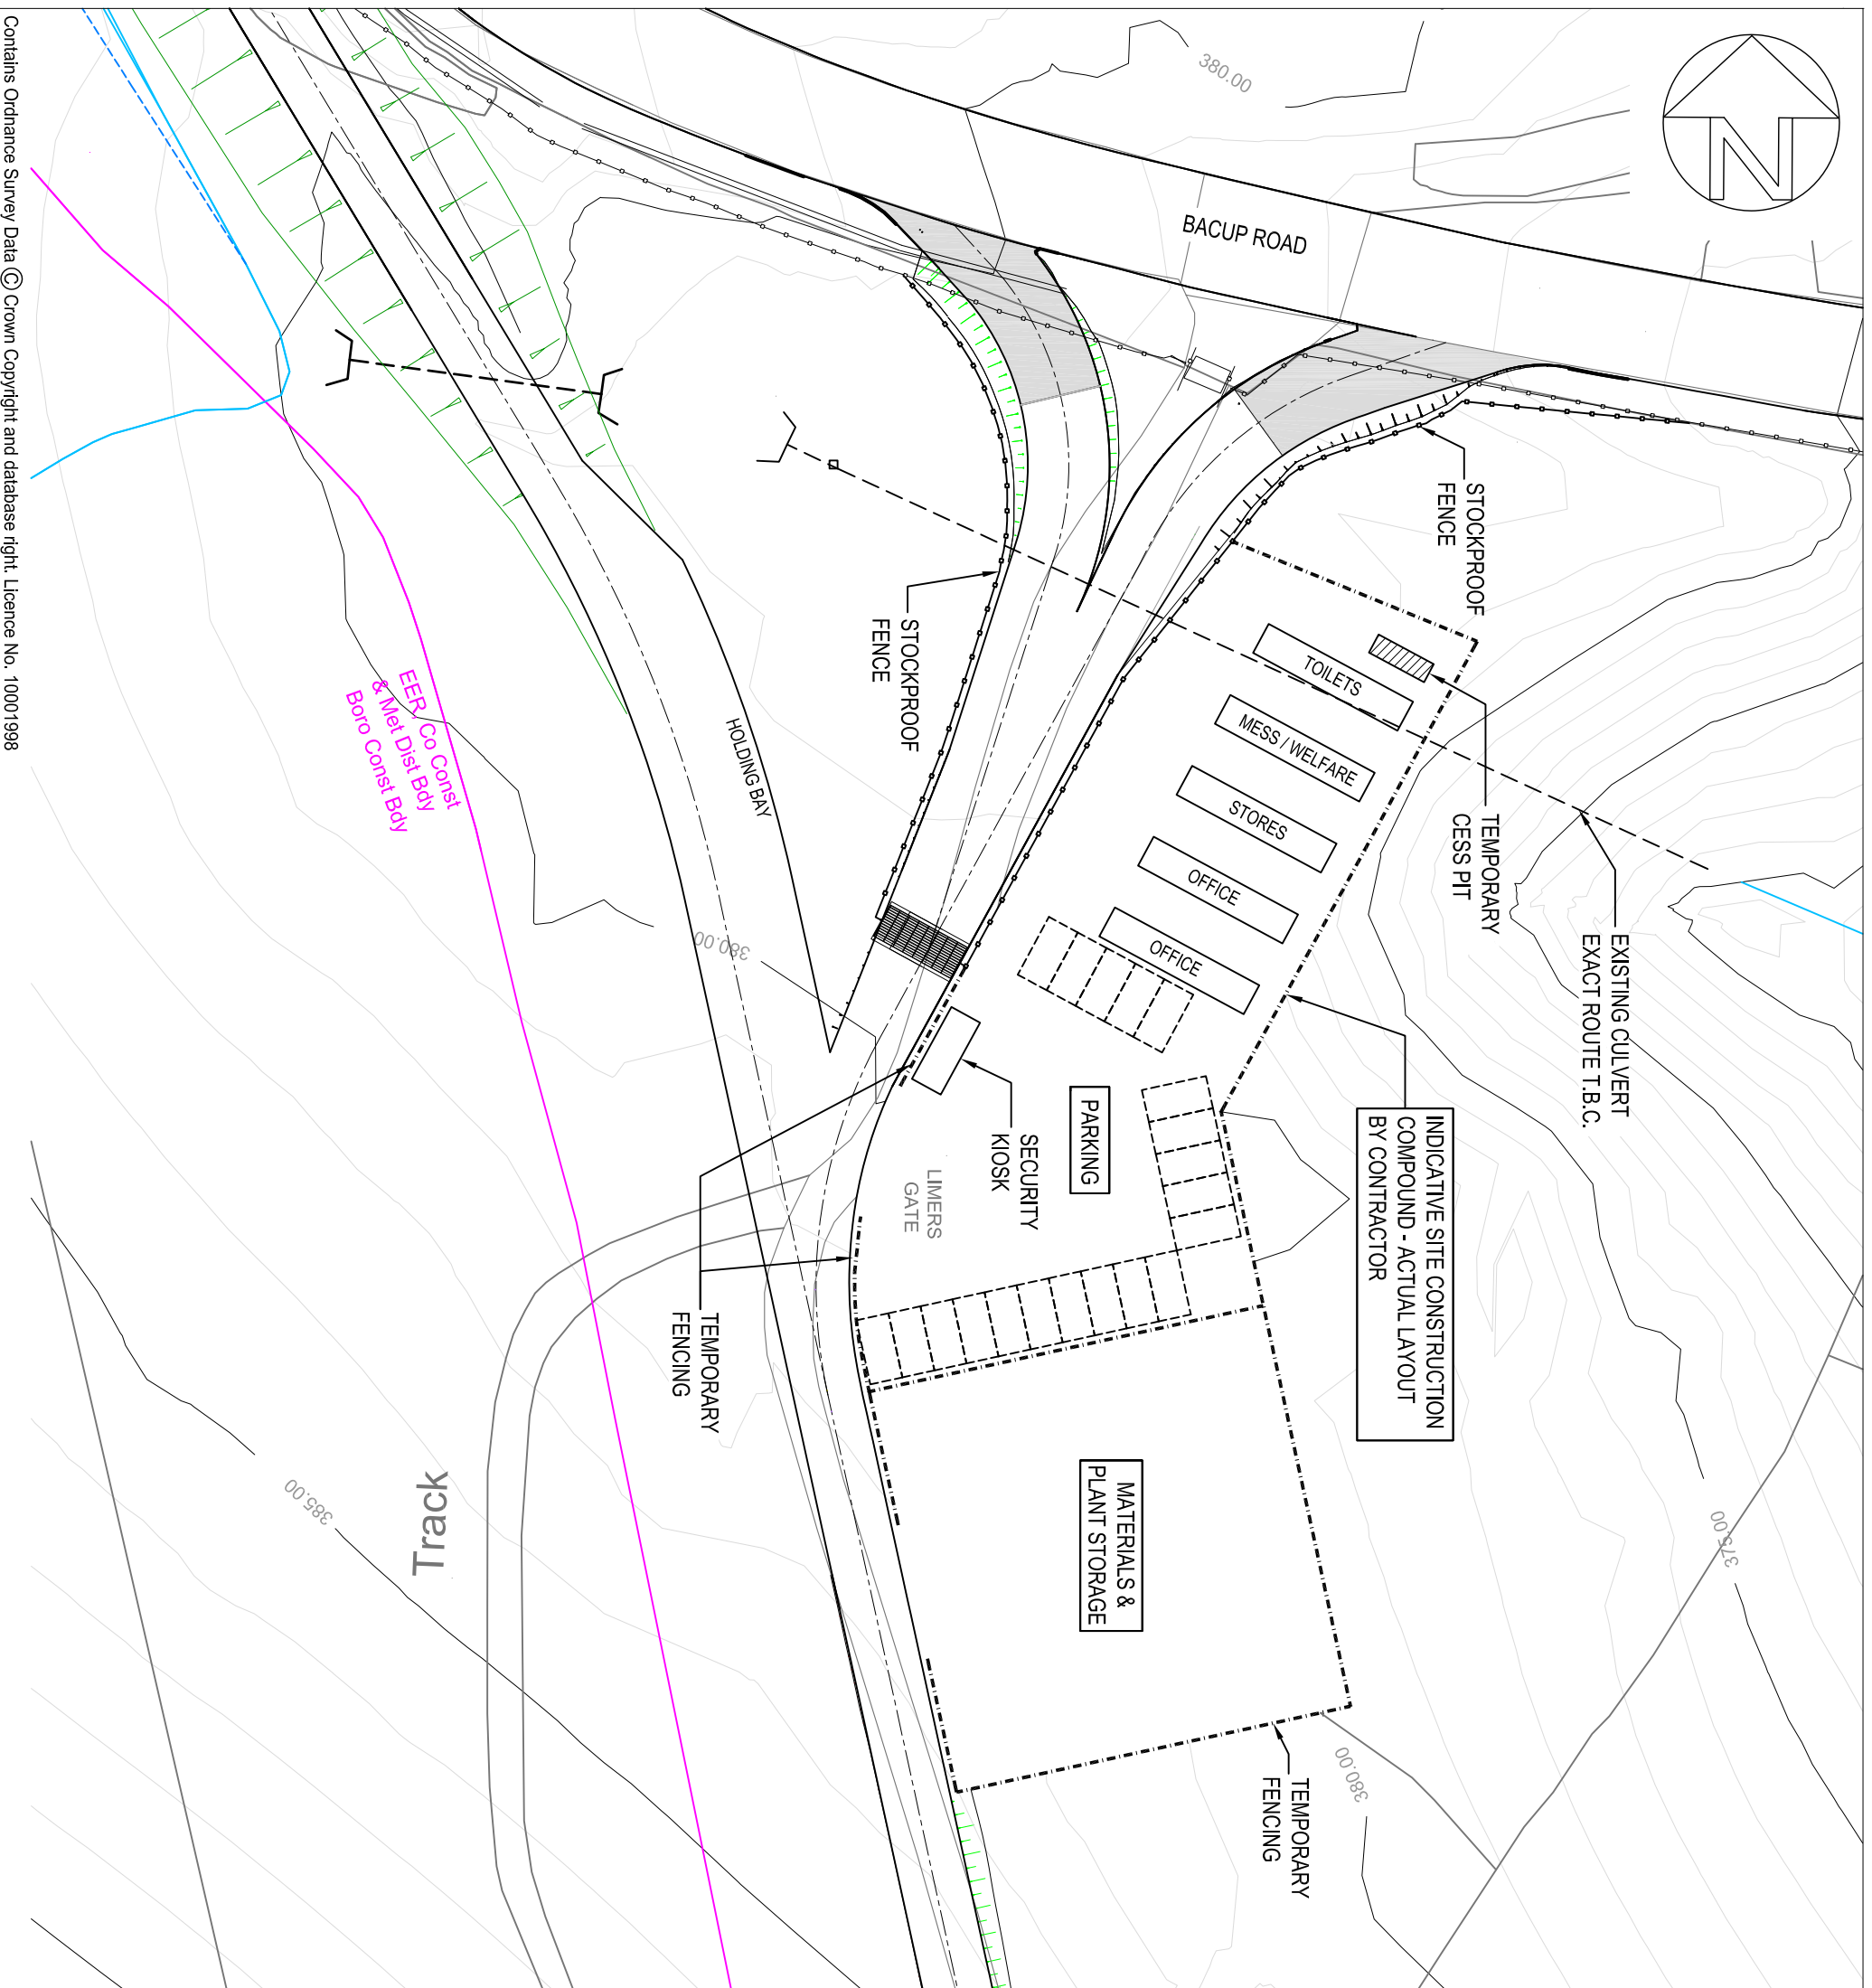 N
380.00
BACUP ROAD
STOCKPROOF
FENCE
STOCKPROOF
FENCE
TOILETS
MESS / WELFARE
STORES
OFFICE
OFFICE
TEMPORARY
CESS PIT
EXISTING CULVERT
EXACT ROUTE T.B.C.
INDICATIVE SITE CONSTRUCTION
COMPOUND - ACTUAL LAYOUT
BY CONTRACTOR
HOLDING BAY
EER, Co Const
& Met Dist Bdy
Boro Const Bdy
380.00
PARKING
SECURITY
KIOSK
LIMERS
GATE
TEMPORARY
FENCING
MATERIALS &
PLANT STORAGE
TEMPORARY
FENCING
Track
385.00
375.00
380.00
Contains Ordnance Survey Data © Crown Copyright and database right. Licence No. 10001998